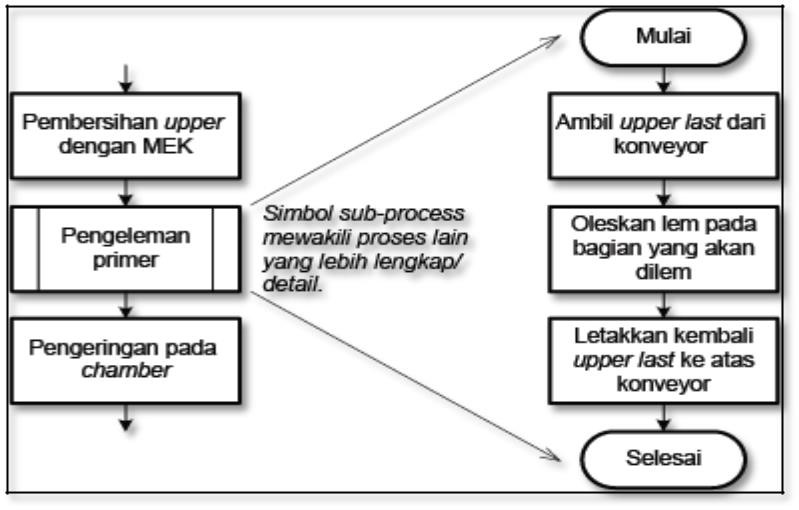 Pembersihan upper
dengan MEK
Pengeleman
primer
Pengeringan pada
chamber
Simbol sub-process
mewakili proses lain
yang lebih lengkap/
detail.
Mulai
Ambil upper last dari
konveyor
Oleskan lem pada
bagian yang akan
dilem
Letakkan kembali
upper last ke atas
konveyor
Selesai